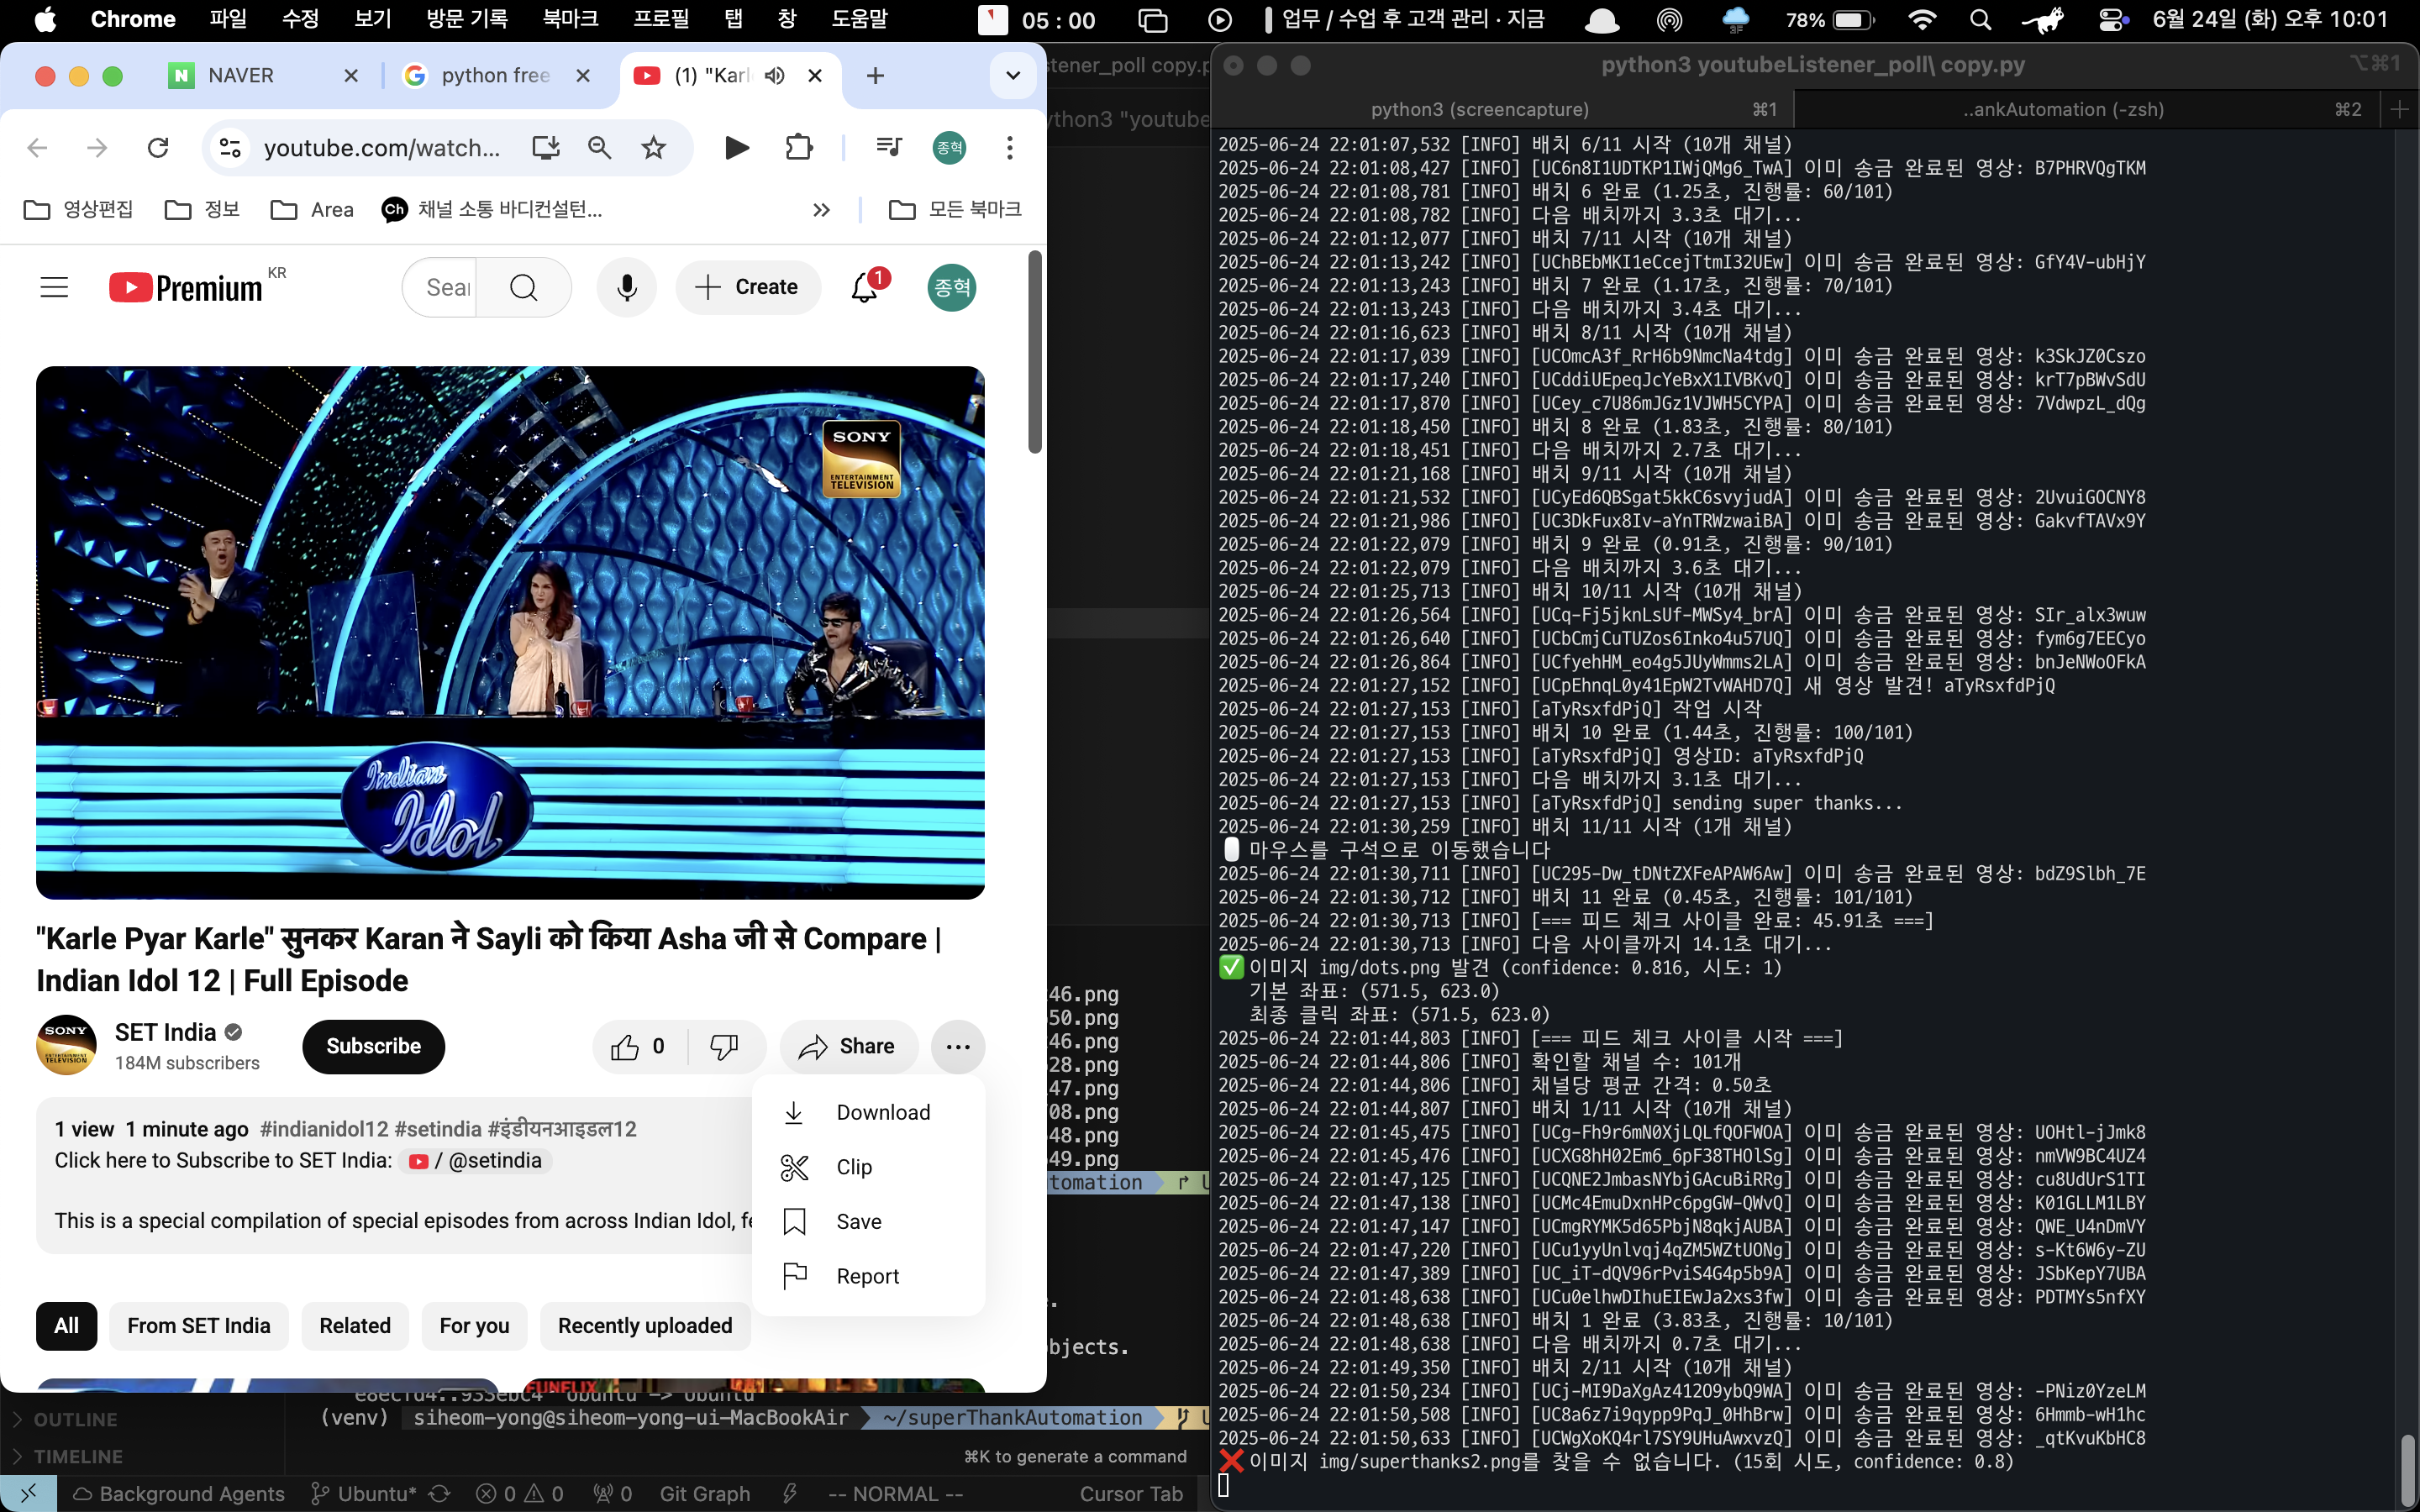 Chrome 파일 수정 보기 방문 기록 북마크 프로필 탭 창 도움말 05 : 00 업무 / 수업 후 고객 관리 · 지금 3F 78% 6월 24일 (화) 오후 10:01
NAVER
python free
(1) "Karl
youtube.com/watch...
종혁
영상편집 정보 Area 채널 소통 바디컨설턴... 모든 북마크
Premium KR
Create
1
종혁
SONY
ENTERTAINMENT
TELEVISION
Indian
Idol
"Karle Pyar Karle" सुनकर Karan ने Sayli को किया Asha जी से Compare |
Indian Idol 12 | Full Episode
SONY
SET India
184M subscribers
Subscribe
0
Share
Download
Clip
Save
Report
1 view 1 minute ago #indianidol12 #setindia #इंडीयनआइडल12
Click here to Subscribe to SET India: / @setindia
This is a special compilation of special episodes from across Indian Idol,
All From SET India Related For you Recently uploaded
FUNFLIX
tener_poll copy.p
thon3 "youtube
46.png
50.png
46.png
28.png
47.png
08.png
48.png
49.png
tomation
bjects.
(venv) siheom-yong@siheom-yong-ui-MacBookAir ~/superThankAutomation
OUTLINE
TIMELINE
⌘K to generate a command
Background Agents Ubuntu* 0 0 0 Git Graph -- NORMAL -- Cursor Tab
python3 youtubeListener_poll\ copy.py ⌥⌘1
python3 (screencapture) ⌘1 ..ankAutomation (-zsh) ⌘2
2025-06-24 22:01:07,532 [INFO] 배치 6/11 시작 (10개 채널)
2025-06-24 22:01:08,427 [INFO] [UC6n8I1UDTKP1IWjQMg6_TwA] 이미 송금 완료된 영상: B7PHRVQgTKM
2025-06-24 22:01:08,781 [INFO] 배치 6 완료 (1.25초, 진행률: 60/101)
2025-06-24 22:01:08,782 [INFO] 다음 배치까지 3.3초 대기...
2025-06-24 22:01:12,077 [INFO] 배치 7/11 시작 (10개 채널)
2025-06-24 22:01:13,242 [INFO] [UChBEbMKI1eCcejTtmI32UEw] 이미 송금 완료된 영상: GfY4V-ubHjY
2025-06-24 22:01:13,243 [INFO] 배치 7 완료 (1.17초, 진행률: 70/101)
2025-06-24 22:01:13,243 [INFO] 다음 배치까지 3.4초 대기...
2025-06-24 22:01:16,623 [INFO] 배치 8/11 시작 (10개 채널)
2025-06-24 22:01:17,039 [INFO] [UCOmcA3f_RrH6b9NmcNa4tdg] 이미 송금 완료된 영상: k3SkJZ0Cszo
2025-06-24 22:01:17,240 [INFO] [UCddiUEpeqJcYeBxX1IVBKvQ] 이미 송금 완료된 영상: krT7pBWvSdU
2025-06-24 22:01:17,870 [INFO] [UCey_c7U86mJGz1VJWH5CYPA] 이미 송금 완료된 영상: 7VdwpzL_dQg
2025-06-24 22:01:18,450 [INFO] 배치 8 완료 (1.83초, 진행률: 80/101)
2025-06-24 22:01:18,451 [INFO] 다음 배치까지 2.7초 대기...
2025-06-24 22:01:21,168 [INFO] 배치 9/11 시작 (10개 채널)
2025-06-24 22:01:21,532 [INFO] [UCyEd6QBSgat5kkC6svyjudA] 이미 송금 완료된 영상: 2UvuiGOCNY8
2025-06-24 22:01:21,986 [INFO] [UC3DkFux8Iv-aYnTRWzwaiBA] 이미 송금 완료된 영상: GakvfTAVx9Y
2025-06-24 22:01:22,079 [INFO] 배치 9 완료 (0.91초, 진행률: 90/101)
2025-06-24 22:01:22,079 [INFO] 다음 배치까지 3.6초 대기...
2025-06-24 22:01:25,713 [INFO] 배치 10/11 시작 (10개 채널)
2025-06-24 22:01:26,564 [INFO] [UCq-Fj5jknLsUf-MWSy4_brA] 이미 송금 완료된 영상: SIr_alx3wuw
2025-06-24 22:01:26,640 [INFO] [UCbCmjCuTUZos6Inko4u57UQ] 이미 송금 완료된 영상: fym6g7EECyo
2025-06-24 22:01:26,864 [INFO] [UCfyehHM_eo4g5JUyWmms2LA] 이미 송금 완료된 영상: bnJeNWoOFkA
2025-06-24 22:01:27,152 [INFO] [UCpEhnqL0y41EpW2TvWAHD7Q] 새 영상 발견! aTyRsxfdPjQ
2025-06-24 22:01:27,153 [INFO] [aTyRsxfdPjQ] 작업 시작
2025-06-24 22:01:27,153 [INFO] 배치 10 완료 (1.44초, 진행률: 100/101)
2025-06-24 22:01:27,153 [INFO] [aTyRsxfdPjQ] 영상ID: aTyRsxfdPjQ
2025-06-24 22:01:27,153 [INFO] 다음 배치까지 3.1초 대기...
2025-06-24 22:01:27,153 [INFO] [aTyRsxfdPjQ] sending super thanks...
2025-06-24 22:01:30,259 [INFO] 배치 11/11 시작 (1개 채널)
마우스를 구석으로 이동했습니다
2025-06-24 22:01:30,711 [INFO] [UC295-Dw_tDNtZXFeAPAW6Aw] 이미 송금 완료된 영상: bdZ9Slbh_7E
2025-06-24 22:01:30,712 [INFO] 배치 11 완료 (0.45초, 진행률: 101/101)
2025-06-24 22:01:30,713 [INFO] [=== 피드 체크 사이클 완료: 45.91초 ===]
2025-06-24 22:01:30,713 [INFO] 다음 사이클까지 14.1초 대기...
✅이미지 img/dots.png 발견 (confidence: 0.816, 시도: 1)
기본 좌표: (571.5, 623.0)
최종 클릭 좌표: (571.5, 623.0)
2025-06-24 22:01:44,803 [INFO] [=== 피드 체크 사이클 시작 ===]
2025-06-24 22:01:44,806 [INFO] 확인할 채널 수: 101개
2025-06-24 22:01:44,806 [INFO] 채널당 평균 간격: 0.50초
2025-06-24 22:01:44,807 [INFO] 배치 1/11 시작 (10개 채널)
2025-06-24 22:01:45,475 [INFO] [UCg-Fh9r6mN0XjLQLfQOFWOA] 이미 송금 완료된 영상: UOHtl-jJmk8
2025-06-24 22:01:45,476 [INFO] [UCXG8hH02Em6_6pF38THOlSg] 이미 송금 완료된 영상: nmVW9BC4UZ4
2025-06-24 22:01:47,125 [INFO] [UCQNE2JmbasNYbjGAcuBiRRg] 이미 송금 완료된 영상: cu8UdUrS1TI
2025-06-24 22:01:47,138 [INFO] [UCMc4EmuDxnHPc6pgGW-QWvQ] 이미 송금 완료된 영상: K01GLLM1LBY
2025-06-24 22:01:47,147 [INFO] [UCmgRYMK5d65PbjN8qkjAUBA] 이미 송금 완료된 영상: QWE_U4nDmVY
2025-06-24 22:01:47,220 [INFO] [UCu1yyUnlvqj4qZM5WZtUONg] 이미 송금 완료된 영상: s-Kt6W6y-ZU
2025-06-24 22:01:47,389 [INFO] [UC_iT-dQV96rPviS4G4p5b9A] 이미 송금 완료된 영상: JSbKepY7UBA
2025-06-24 22:01:48,638 [INFO] [UCu0elhwDIhuEIEwJa2xs3fw] 이미 송금 완료된 영상: PDTMYs5nfXY
2025-06-24 22:01:48,638 [INFO] 배치 1 완료 (3.83초, 진행률: 10/101)
2025-06-24 22:01:48,638 [INFO] 다음 배치까지 0.7초 대기...
2025-06-24 22:01:49,350 [INFO] 배치 2/11 시작 (10개 채널)
2025-06-24 22:01:50,234 [INFO] [UCj-MI9DaXgAz412O9ybQ9WA] 이미 송금 완료된 영상: -PNiz0YzeLM
2025-06-24 22:01:50,508 [INFO] [UC8a6z7i9qypp9PqJ_0HhBrw] 이미 송금 완료된 영상: 6Hmmb-wH1hc
2025-06-24 22:01:50,633 [INFO] [UCWgXoKQ4rl7SY9UHuAwxvzQ] 이미 송금 완료된 영상: _qtKvuKbHC8
❌이미지 img/superthanks2.png를 찾을 수 없습니다. (15회 시도, confidence: 0.8)